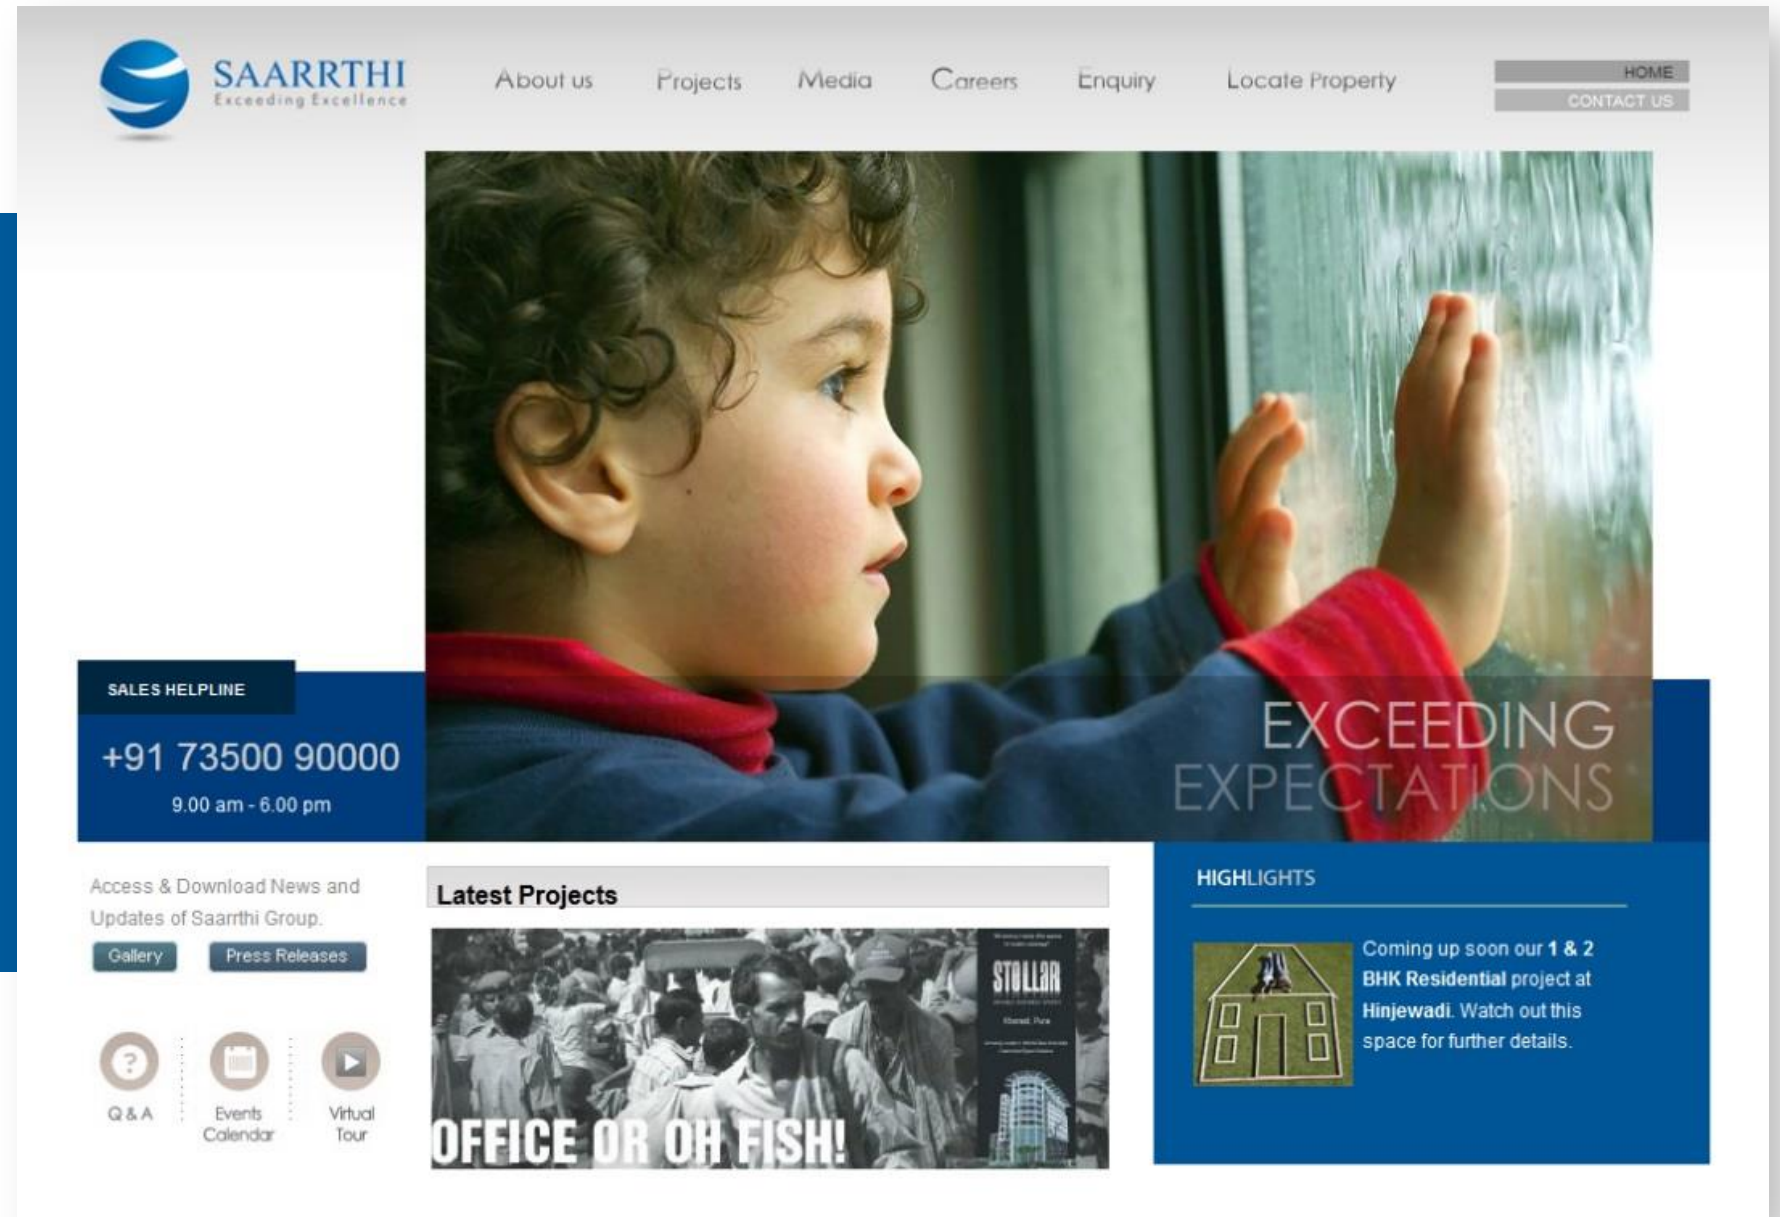 SAARRTHI
Exceeding Excellence
About us
Projects
Media
Careers
Enquiry
Locate Property
HOME
CONTACT US
SALES HELPLINE
+91 73500 90000
9.00 am - 6.00 pm
EXCEEDING
EXPECTATIONS
Access & Download News and
Updates of Saarrthi Group.
Gallery
Press Releases
Q & A
Events
Calendar
Virtual
Tour
Latest Projects
STELLAR
OFFICE OR OH FISH!
HIGHLIGHTS
Coming up soon our 1 & 2
BHK Residential project at
Hinjewadi. Watch out this
space for further details.